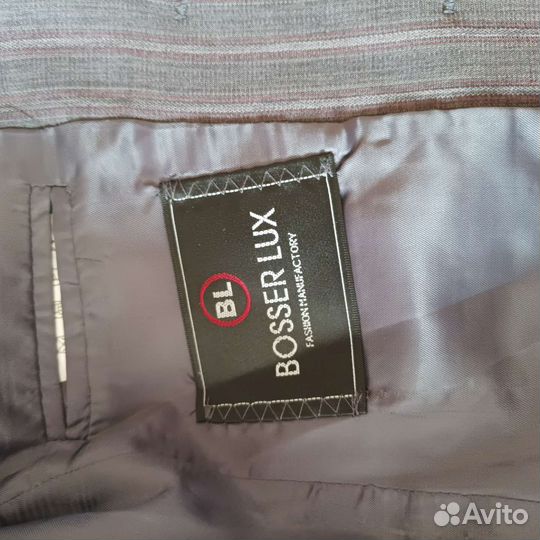 BL
BOSSER LUX
FASHION MANUFACTORY
Avito